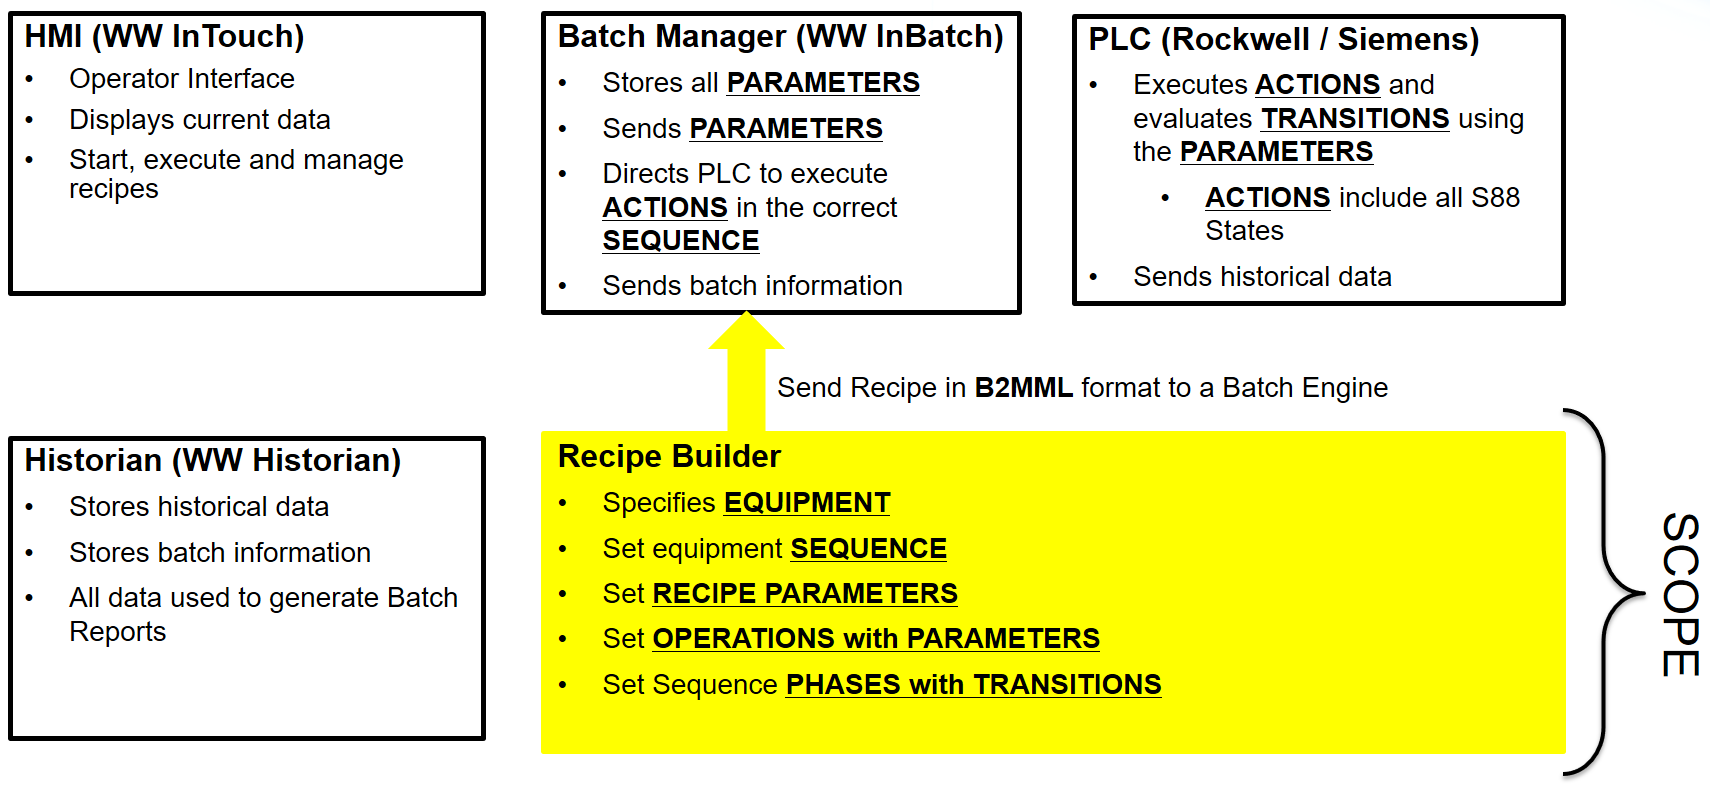 HMI (WW InTouch)
• Operator Interface
• Displays current data
• Start, execute and manage
recipes
Batch Manager (WW InBatch)
• Stores all PARAMETERS
• Sends PARAMETERS
• Directs PLC to execute
ACTIONS in the correct
SEQUENCE
• Sends batch information
PLC (Rockwell / Siemens)
• Executes ACTIONS and
evaluates TRANSITIONS using
the PARAMETERS
• ACTIONS include all S88
States
• Sends historical data
Send Recipe in B2MML format to a Batch Engine
Historian (WW Historian)
• Stores historical data
• Stores batch information
• All data used to generate Batch
Reports
Recipe Builder
• Specifies EQUIPMENT
• Set equipment SEQUENCE
• Set RECIPE PARAMETERS
• Set OPERATIONS with PARAMETERS
• Set Sequence PHASES with TRANSITIONS
SCOPE